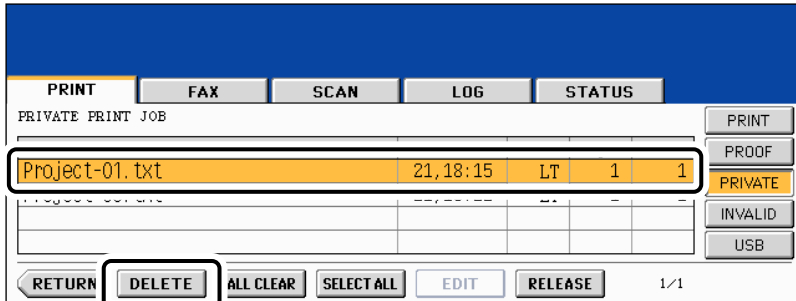 PRINT FAX SCAN LOG STATUS
PRIVATE PRINT JOB PRINT
PROOF
Project-01.txt 21,18:15 LT 1 1
PRIVATE
INVALID
USB
RETURN DELETE ALL CLEAR SELECT ALL EDIT RELEASE 1/1